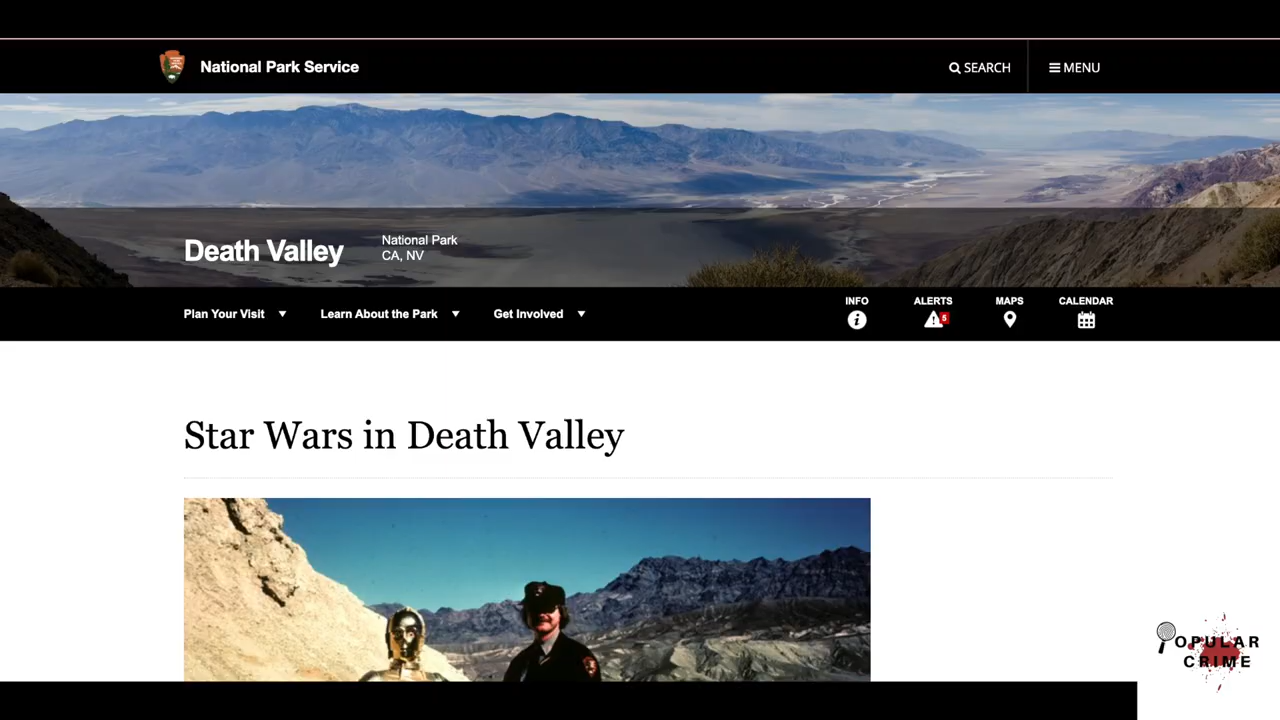 National Park Service
SEARCH
MENU
Death Valley
National Park
CA, NV
Plan Your Visit
Learn About the Park
Get Involved
INFO
ALERTS
5
MAPS
CALENDAR
Star Wars in Death Valley
POPULAR
CRIME